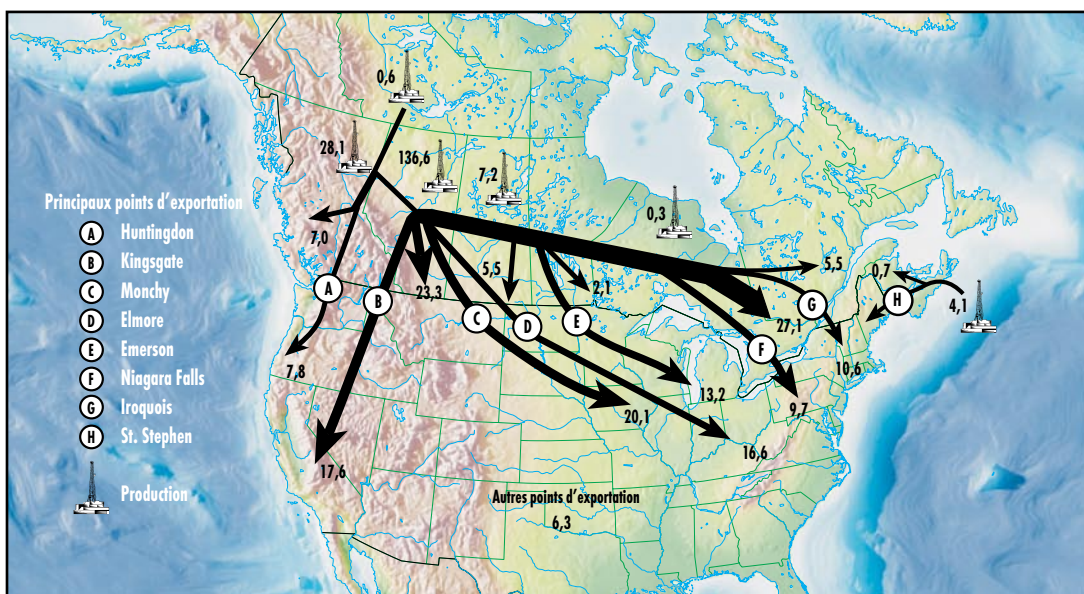 0,6
28,1
136,6
7,2
0,3
Principaux points d'exportation
A Huntingdon
B Kingsgate
C Monchy
D Elmore
E Emerson
F Niagara Falls
G Iroquois
H St. Stephen
Production
7,0
A
B
23,3
C
5,5
D
2,1
E
5,5
0,7
H
4,1
G
27,1
F
10,6
7,8
13,2
9,7
20,1
16,6
17,6
Autres points d'exportation
6,3